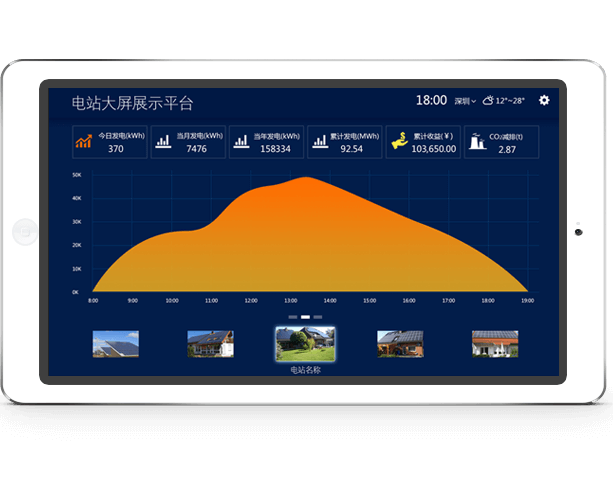 电站大屏展示平台
18:00 深圳 12°~28°
今日发电(kWh)
370
当月发电(kWh)
7476
当年发电(kWh)
158334
累计发电(MWh)
92.54
累计收益(¥)
103,650.00
CO₂减排(t)
2.87
50K
40K
30K
20K
10K
0K
8:00 9:00 10:00 11:00 12:00 13:00 14:00 15:00 16:00 17:00 18:00 19:00
电站名称